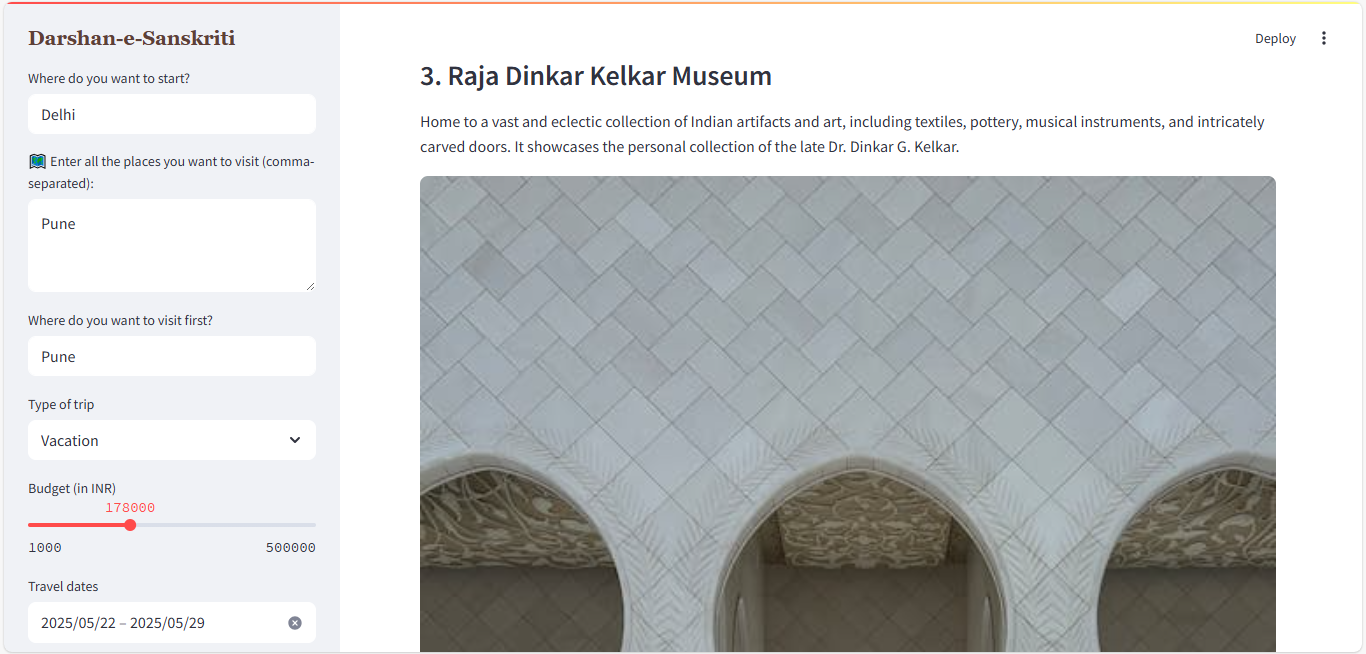 Darshan-e-Sanskriti
Where do you want to start?
Delhi
Enter all the places you want to visit (comma-
separated):
Pune
Where do you want to visit first?
Pune
Type of trip
Vacation
Budget (in INR)
178000
1000 500000
Travel dates
2025/05/22 – 2025/05/29
Deploy
3. Raja Dinkar Kelkar Museum
Home to a vast and eclectic collection of Indian artifacts and art, including textiles, pottery, musical instruments, and intricately
carved doors. It showcases the personal collection of the late Dr. Dinkar G. Kelkar.